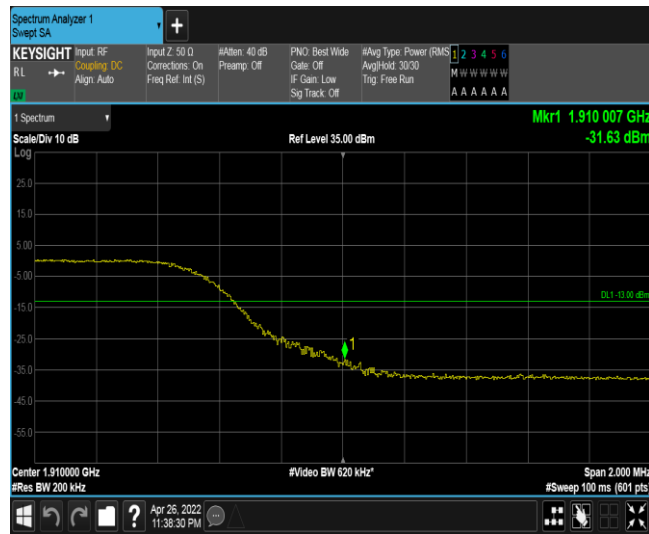 Spectrum Analyzer 1
Swept SA
+
KEYSIGHT
RL
Input: RF
Coupling: DC
Align: Auto
Input Z: 50 Ω
Corrections: On
Freq Ref: Int (S)
#Atten: 40 dB
Preamp: Off
PNO: Best Wide
Gate: Off
IF Gain: Low
Sig Track: Off
#Avg Type: Power (RMS
Avg|Hold: 30/30
Trig: Free Run
1 2 3 4 5 6
M W W W W W
A A A A A A
1 Spectrum
Mkr1 1.910 007 GHz
Scale/Div 10 dB
Ref Level 35.00 dBm
-31.63 dBm
Log
25.0
15.0
5.00
-5.00
DL1 -13.00 dBm
-15.0
-25.0
1
-35.0
-45.0
-55.0
Center 1.910000 GHz
#Video BW 620 kHz*
Span 2.000 MHz
#Res BW 200 kHz
#Sweep 100 ms (601 pts
?
Apr 26, 2022
11:38:30 PM